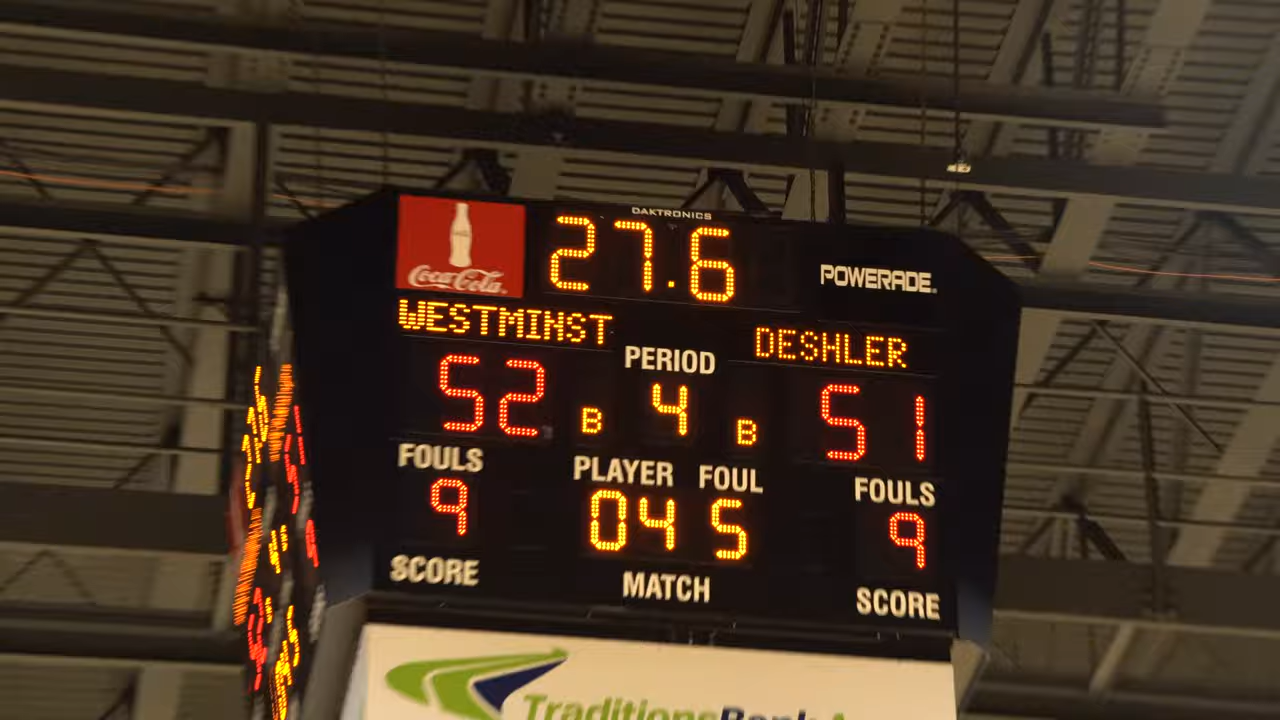 DAKTRONICS
Coca-Cola
27.6
POWERADE
WESTMINST
DESHLER
PERIOD
52 B 4 B 51
FOULS PLAYER FOUL FOULS
9 04 5 9
SCORE MATCH SCORE
TraditionsBank